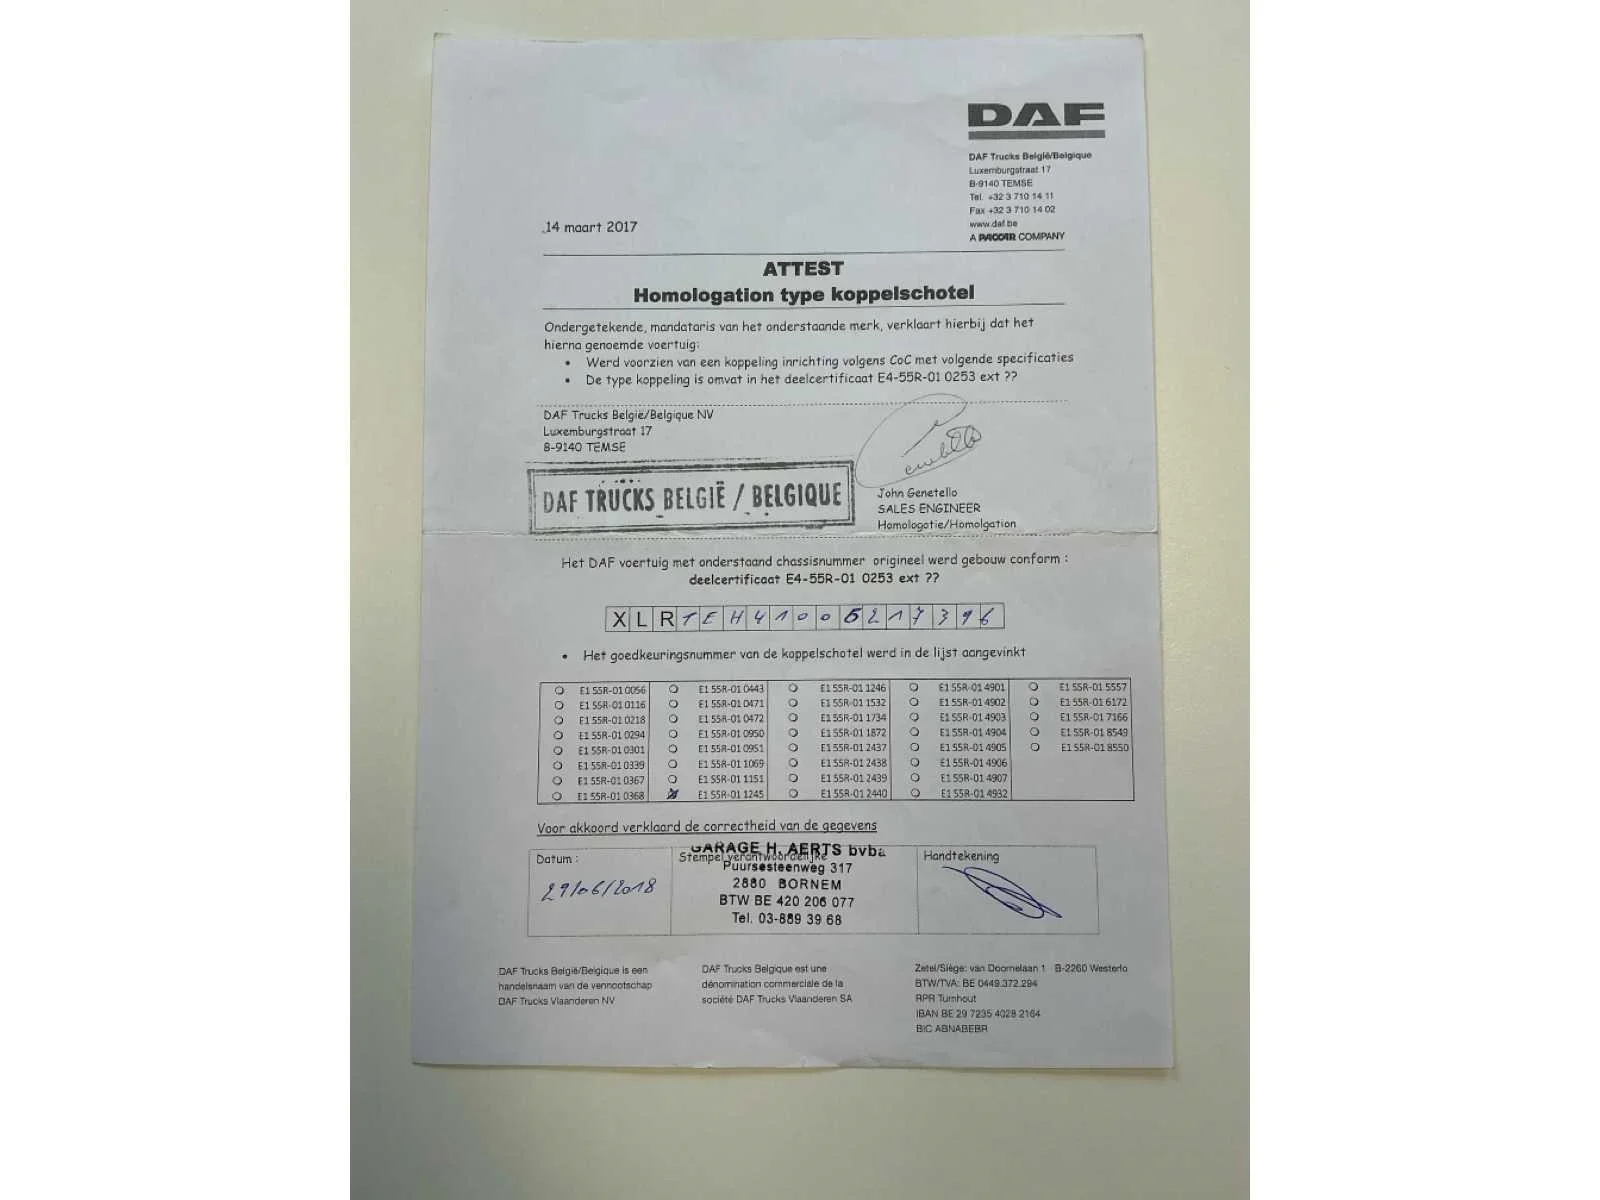 DAF
DAF Trucks België/Belgique
Luxemburgstraat 17
B-9140 TEMSE
Tel. +32 3 710 14 11
Fax +32 3 710 14 02
www.daf.be
A PACCAR COMPANY
14 maart 2017
ATTEST
Homologation type koppelschotel
Ondergetekende, mandataris van het onderstaande merk, verklaart hierbij dat het
hierna genoemde voertuig:
• Werd voorzien van een koppeling inrichting volgens CoC met volgende specificaties
• De type koppeling is omvat in het deelcertificaat E4-55R-01 0253 ext ??
DAF Trucks België/Belgique NV
Luxemburgstraat 17
B-9140 TEMSE
DAF TRUCKS BELGIË / BELGIQUE
John Genetello
SALES ENGINEER
Homologatie/Homolgation
Het DAF voertuig met onderstaand chassisnummer origineel werd gebouw conform :
deelcertificaat E4-55R-01 0253 ext ??
X L R T E H 4 1 0 0 5 2 1 7 3 9 6
• Het goedkeuringsnummer van de koppelschotel werd in de lijst aangevinkt
E1 55R-01 0056 E1 55R-01 0443 E1 55R-01 1246 E1 55R-01 4901 E1 55R-01 5557
E1 55R-01 0116 E1 55R-01 0471 E1 55R-01 1532 E1 55R-01 4902 E1 55R-01 6172
E1 55R-01 0218 E1 55R-01 0472 E1 55R-01 1734 E1 55R-01 4903 E1 55R-01 7166
E1 55R-01 0294 E1 55R-01 0950 E1 55R-01 1872 E1 55R-01 4904 E1 55R-01 8549
E1 55R-01 0301 E1 55R-01 0951 E1 55R-01 2437 E1 55R-01 4905 E1 55R-01 8550
E1 55R-01 0339 E1 55R-01 1069 E1 55R-01 2438 E1 55R-01 4906
E1 55R-01 0367 E1 55R-01 1151 E1 55R-01 2439 E1 55R-01 4907
E1 55R-01 0368 E1 55R-01 1245 E1 55R-01 2440 E1 55R-01 4932
Voor akkoord verklaard de correctheid van de gegevens
Datum :
29/06/2018
Stempel verantwoordelijke
GARAGE H. AERTS bvba
Puursesteenweg 317
2880 BORNEM
BTW BE 420 206 077
Tel. 03-889 39 68
Handtekening
DAF Trucks België/Belgique is een
handelsnaam van de vennootschap
DAF Trucks Vlaanderen NV
DAF Trucks Belgique est une
dénomination commerciale de la
société DAF Trucks Vlaanderen SA
Zetel/Siège: van Doornelaan 1 B-2260 Westerlo
BTW/TVA: BE 0449.372.294
RPR Turnhout
IBAN BE 29 7235 4028 2164
BIC ABNABEBR